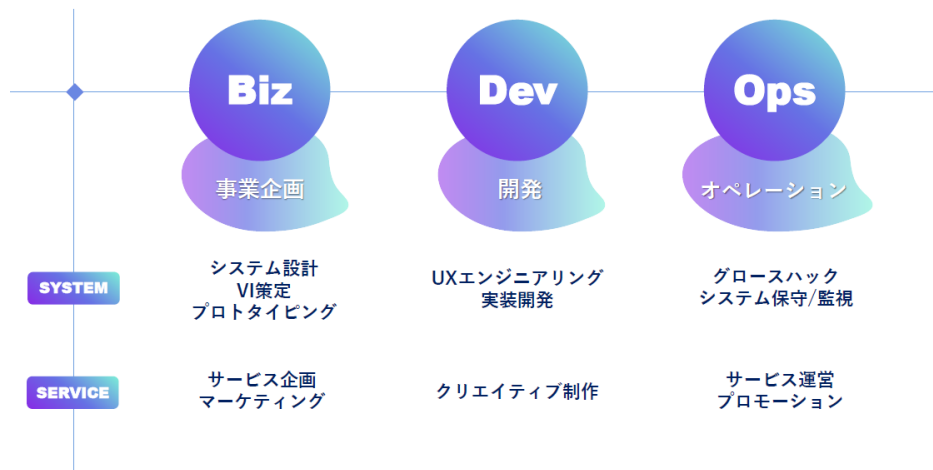 Biz
Dev
Ops
事業企画
開発
オペレーション
SYSTEM
システム設計
VI策定
プロトタイピング
UXエンジニアリング
実装開発
グロースハック
システム保守/監視
SERVICE
サービス企画
マーケティング
クリエイティブ制作
サービス運営
プロモーション